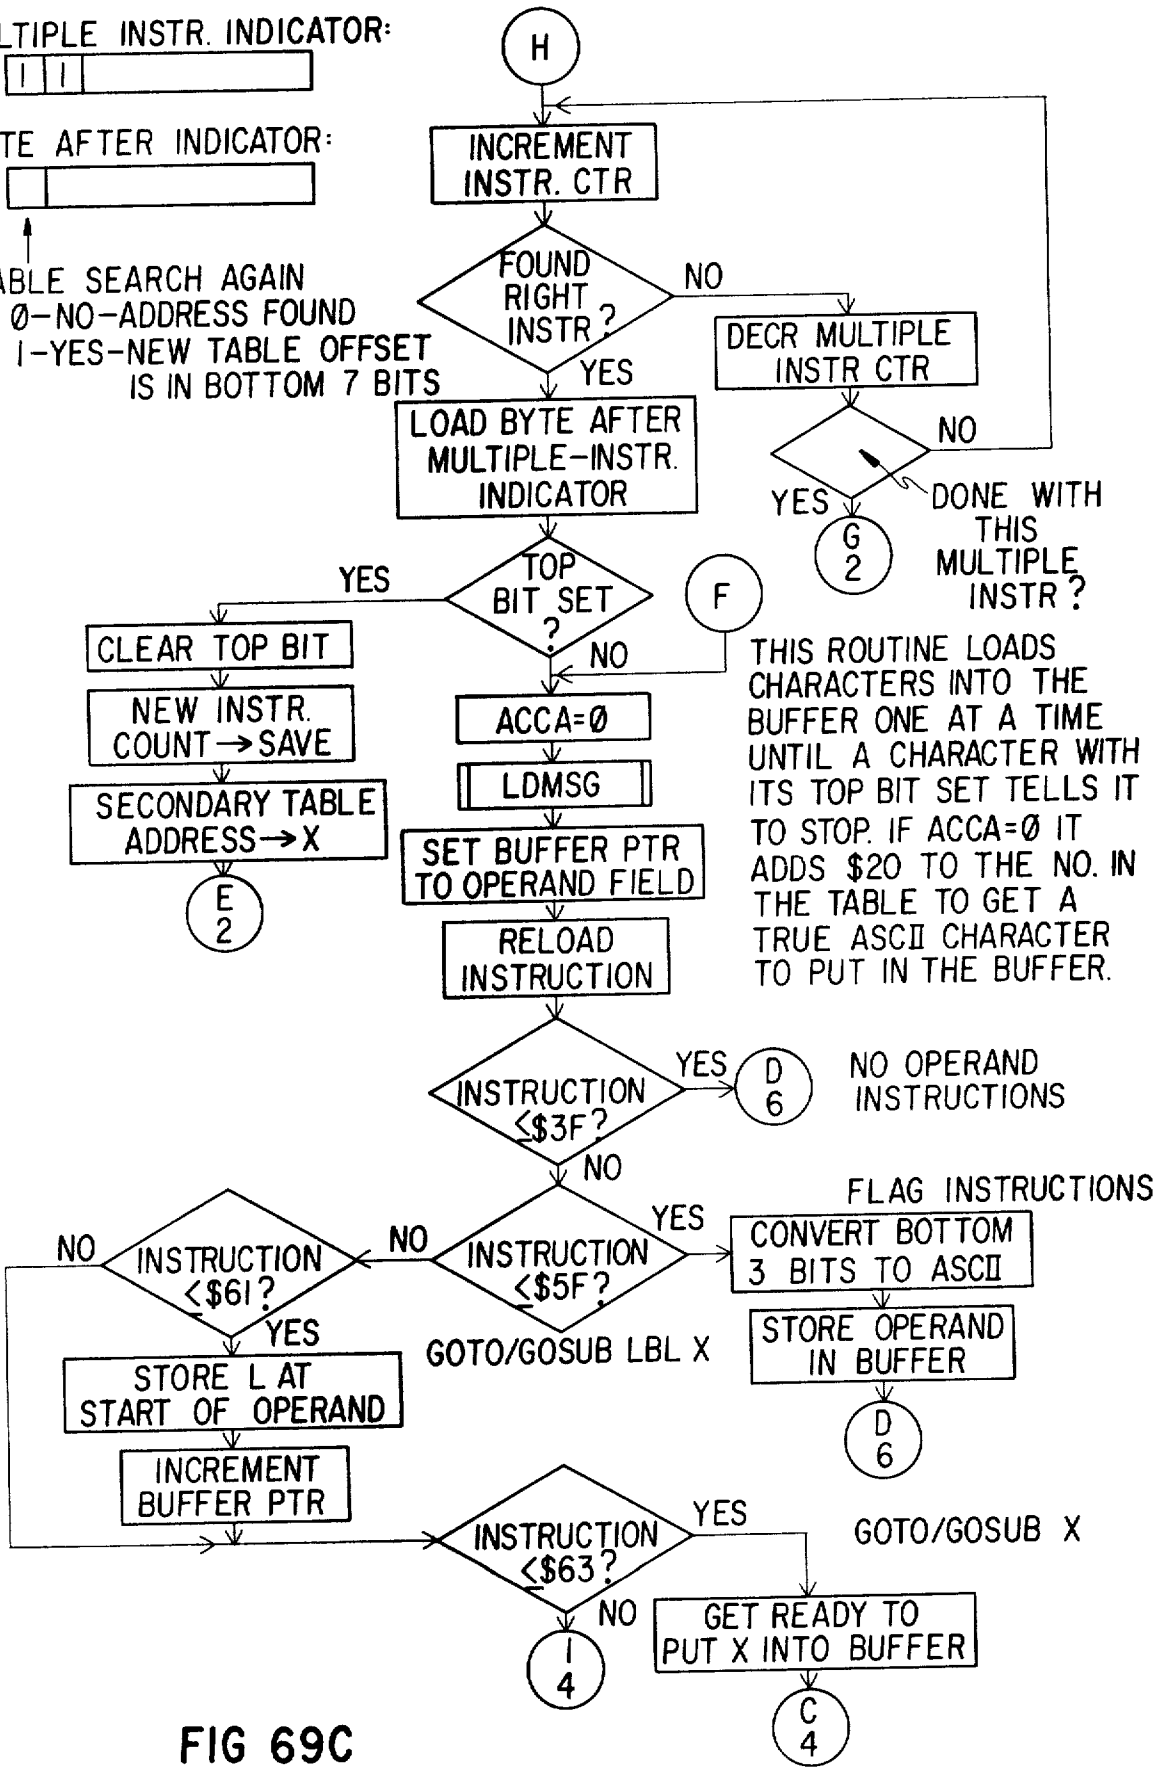 LTIPLE INSTR. INDICATOR:
1 1
TE AFTER INDICATOR:
ABLE SEARCH AGAIN
Ø-NO-ADDRESS FOUND
1-YES-NEW TABLE OFFSET
IS IN BOTTOM 7 BITS
H
INCREMENT
INSTR. CTR
FOUND
RIGHT
INSTR?
NO
YES
DECR MULTIPLE
INSTR CTR
NO
YES
DONE WITH
THIS
MULTIPLE
INSTR?
G
2
LOAD BYTE AFTER
MULTIPLE-INSTR.
INDICATOR
TOP
BIT SET
?
YES
NO
F
CLEAR TOP BIT
NEW INSTR.
COUNT→SAVE
SECONDARY TABLE
ADDRESS→X
E
2
ACCA=Ø
LDMSG
SET BUFFER PTR
TO OPERAND FIELD
RELOAD
INSTRUCTION
THIS ROUTINE LOADS
CHARACTERS INTO THE
BUFFER ONE AT A TIME
UNTIL A CHARACTER WITH
ITS TOP BIT SET TELLS IT
TO STOP. IF ACCA=Ø IT
ADDS $20 TO THE NO. IN
THE TABLE TO GET A
TRUE ASCII CHARACTER
TO PUT IN THE BUFFER.
INSTRUCTION
≤$3F?
YES
D
6
NO OPERAND
INSTRUCTIONS
NO
INSTRUCTION
≤$5F?
YES
NO
FLAG INSTRUCTIONS
CONVERT BOTTOM
3 BITS TO ASCII
STORE OPERAND
IN BUFFER
D
6
INSTRUCTION
≤$61?
NO
YES
GOTO/GOSUB LBL X
STORE L AT
START OF OPERAND
INCREMENT
BUFFER PTR
INSTRUCTION
≤$63?
YES
NO
GOTO/GOSUB X
I
4
GET READY TO
PUT X INTO BUFFER
C
4
FIG 69C